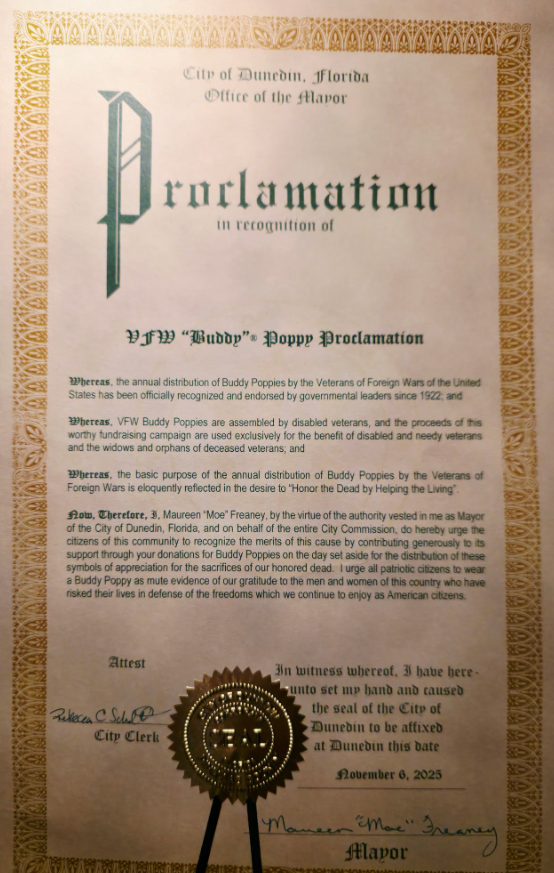 City of Dunedin, Florida
Office of the Mayor
Proclamation
in recognition of
VFW “Buddy”® Poppy Proclamation
Whereas, the annual distribution of Buddy Poppies by the Veterans of Foreign Wars of the United
States has been officially recognized and endorsed by governmental leaders since 1922; and
Whereas, VFW Buddy Poppies are assembled by disabled veterans, and the proceeds of this
worthy fundraising campaign are used exclusively for the benefit of disabled and needy veterans
and the widows and orphans of deceased veterans; and
Whereas, the basic purpose of the annual distribution of Buddy Poppies by the Veterans of
Foreign Wars is eloquently reflected in the desire to “Honor the Dead by Helping the Living”.
Now, Therefore, I, Maureen “Moe” Freaney, by the virtue of the authority vested in me as Mayor
of the City of Dunedin, Florida, and on behalf of the entire City Commission, do hereby urge the
citizens of this community to recognize the merits of this cause by contributing generously to its
support through your donations for Buddy Poppies on the day set aside for the distribution of these
symbols of appreciation for the sacrifices of our honored dead. I urge all patriotic citizens to wear
a Buddy Poppy as mute evidence of our gratitude to the men and women of this country who have
risked their lives in defense of the freedoms which we continue to enjoy as American citizens.
Attest
Rebecca C
City Clerk
SEAL
In witness whereof, I have here-
unto set my hand and caused
the seal of the City of
Dunedin to be affixed
at Dunedin this date
November 6, 2025
Maureen "Moe" Freaney
Mayor